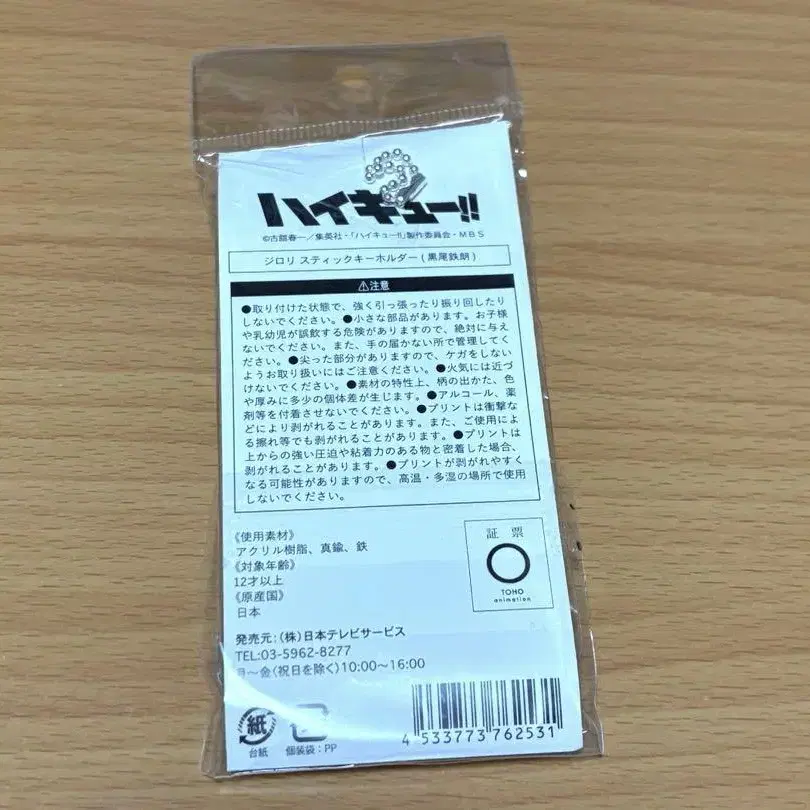 ハイキュー!!
©古舘春一/集英社・「ハイキュー!!」製作委員会・MBS
ジロリ スティックキーホルダー(黒尾鉄朗)
⚠注意
●取り付けた状態で、強く引っ張ったり振り回したり
しないでください。●小さな部品があります。お子様
や乳幼児が誤飲する危険がありますので、絶対に与え
ないでください。また、手の届かない所で管理してく
ださい。●尖った部分がありますので、ケガをしない
ようお取り扱いにはご注意ください。●火気には近づ
けないでください。●素材の特性上、柄の出かた、色
や厚みに多少の個体差が生じます。●アルコール、薬
剤等を付着させないでください。●プリントは衝撃な
どにより剥がれることがあります。また、ご使用によ
る擦れ等でも剥がれることがあります。●プリントは
上からの強い圧迫や粘着力のある物と密着した場合、
剥がれることがあります。●プリントが剥がれやすく
なる可能性がありますので、高温・多湿の場所で使用
しないでください。
《使用素材》
アクリル樹脂、真鍮、鉄
《対象年齢》
12才以上
《原産国》
日本
証票
TOHO
animation
発売元:(株)日本テレビサービス
TEL:03-5962-8277
月〜金(祝日を除く)10:00〜16:00
紙
台紙
個装袋:PP
4 533773 762531